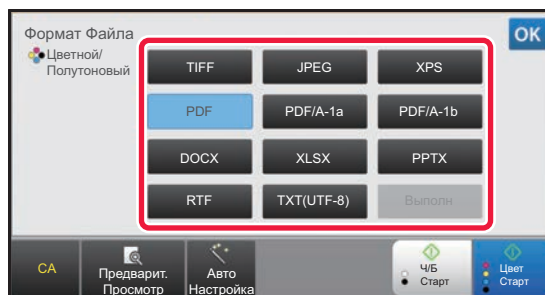 Формат Файла
OK
Цветной/
Полутоновый
TIFF JPEG XPS
PDF PDF/A-1a PDF/A-1b
DOCX XLSX PPTX
RTF TXT(UTF-8) Выполн
CA
Предварит.
Просмотр
Авто
Настройка
Ч/Б
Старт
Цвет
Старт